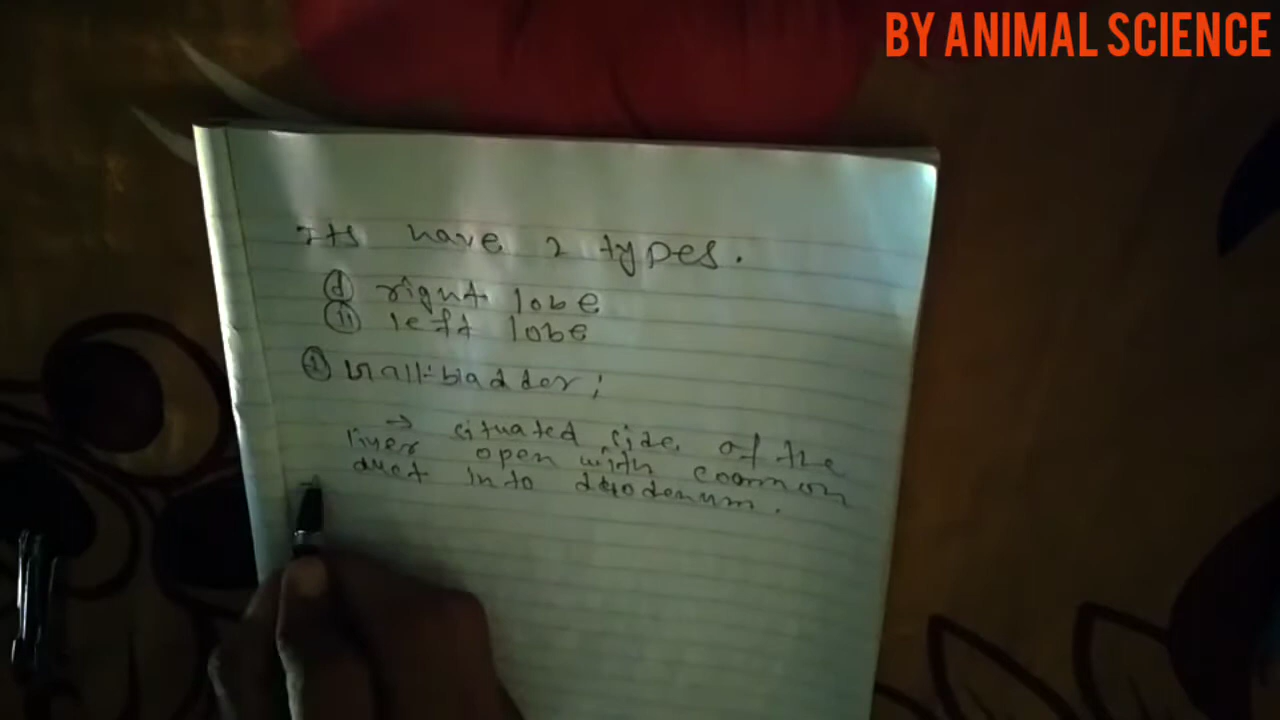 BY ANIMAL SCIENCE
Its have 2 types.
right lobe
(ii) left lobe
Gall-bladder;
→ situated side of the
liver open with common
duct into duodenum.